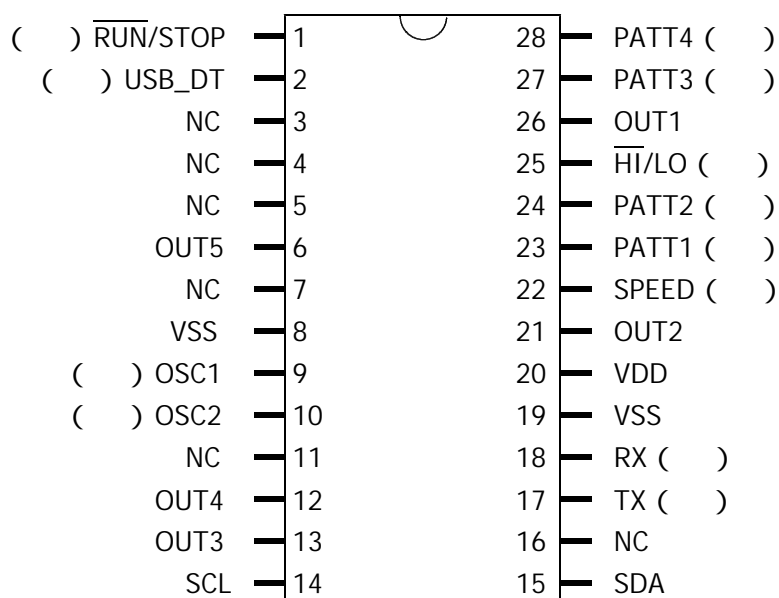 (    ) RUN/STOP 1 28 PATT4 (    )
(    ) USB_DT 2 27 PATT3 (    )
NC 3 26 OUT1
NC 4 25 HI/LO (    )
NC 5 24 PATT2 (    )
OUT5 6 23 PATT1 (    )
NC 7 22 SPEED (    )
VSS 8 21 OUT2
(    ) OSC1 9 20 VDD
(    ) OSC2 10 19 VSS
NC 11 18 RX (    )
OUT4 12 17 TX (    )
OUT3 13 16 NC
SCL 14 15 SDA